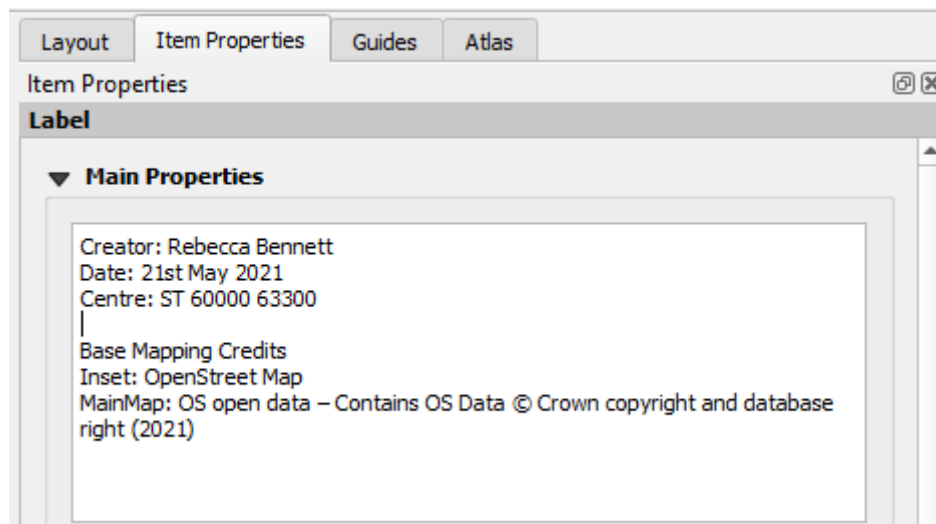 Layout Item Properties Guides Atlas
Item Properties
Label
Main Properties
Creator: Rebecca Bennett
Date: 21st May 2021
Centre: ST 60000 63300
Base Mapping Credits
Inset: OpenStreet Map
MainMap: OS open data – Contains OS Data © Crown copyright and database
right (2021)